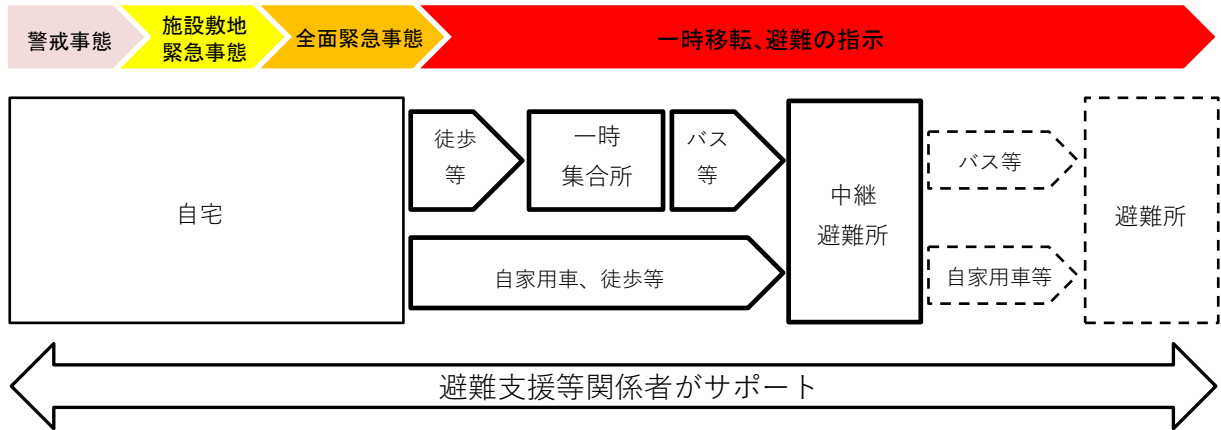 警戒事態
施設敷地
緊急事態
全面緊急事態
一時移転、避難の指示
自宅
徒歩
等
一時
集合所
バス
等
自家用車、徒歩等
中継
避難所
バス等
自家用車等
避難所
避難支援等関係者がサポート